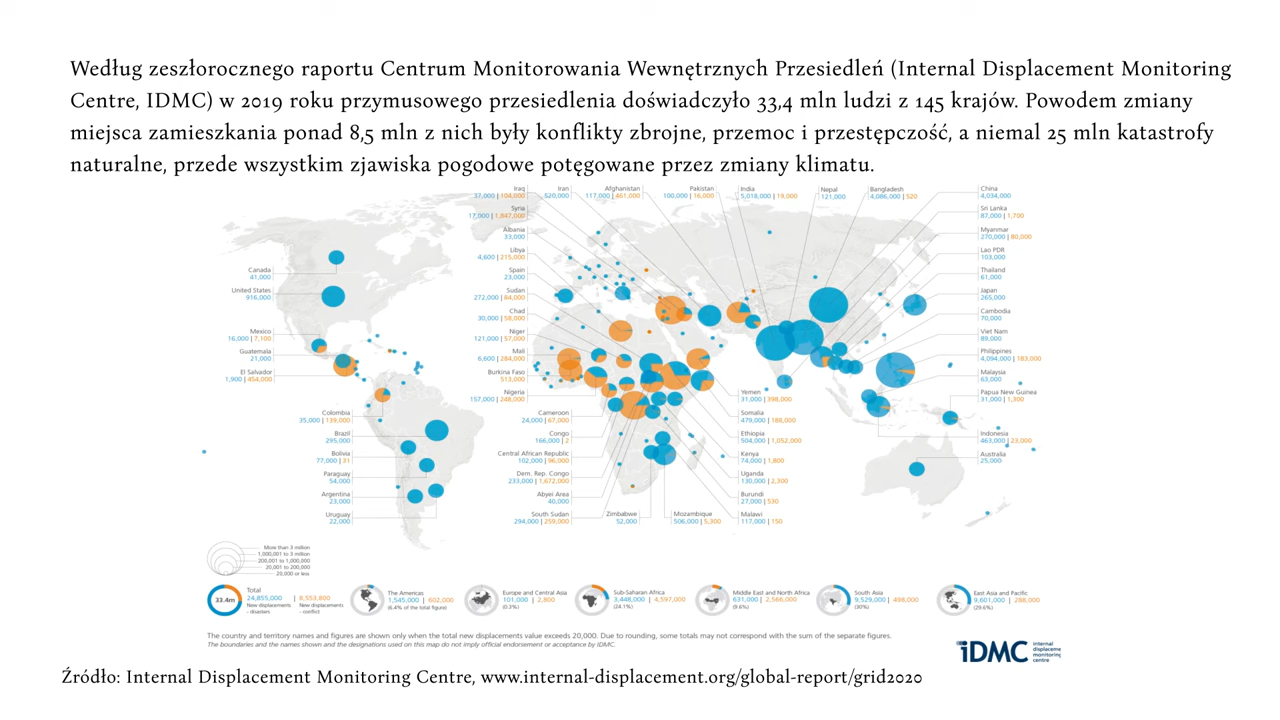 Według zeszłorocznego raportu Centrum Monitorowania Wewnętrznych Przesiedleń (Internal Displacement Monitoring
Centre, IDMC) w 2019 roku przymusowego przesiedlenia doświadczyło 33,4 mln ludzi z 145 krajów. Powodem zmiany
miejsca zamieszkania ponad 8,5 mln z nich były konflikty zbrojne, przemoc i przestępczość, a niemal 25 mln katastrofy
naturalne, przede wszystkim zjawiska pogodowe potęgowane przez zmiany klimatu.
Iraq
37,000 | 104,000
Iran
520,000
Afghanistan
117,000 | 461,000
Pakistan
100,000 | 16,000
India
5,018,000 | 19,000
Nepal
121,000
Bangladesh
4,086,000 | 520
China
4,034,000
Syria
17,000 | 1,847,000
Sri Lanka
87,000 | 1,700
Albania
33,000
Myanmar
270,000 | 80,000
Libya
4,600 | 215,000
Lao PDR
103,000
Canada
41,000
Spain
23,000
Thailand
61,000
United States
916,000
Sudan
272,000 | 84,000
Japan
265,000
Chad
30,000 | 58,000
Cambodia
70,000
Mexico
16,000 | 7,100
Niger
121,000 | 57,000
Viet Nam
89,000
Guatemala
21,000
Mali
6,600 | 284,000
Philippines
4,094,000 | 183,000
El Salvador
1,900 | 454,000
Burkina Faso
513,000
Malaysia
63,000
Nigeria
157,000 | 248,000
Yemen
31,000 | 398,000
Papua New Guinea
31,000 | 1,300
Colombia
35,000 | 139,000
Cameroon
24,000 | 67,000
Somalia
479,000 | 188,000
Brazil
295,000
Congo
166,000 | 2
Ethiopia
504,000 | 1,052,000
Indonesia
463,000 | 23,000
Bolivia
77,000 | 31
Central African Republic
102,000 | 96,000
Kenya
74,000 | 1,800
Australia
25,000
Paraguay
54,000
Dem. Rep. Congo
233,000 | 1,672,000
Uganda
130,000 | 2,300
Argentina
23,000
Abyei Area
40,000
Burundi
27,000 | 530
Uruguay
22,000
South Sudan
294,000 | 259,000
Zimbabwe
52,000
Mozambique
506,000 | 5,300
Malawi
117,000 | 150
More than 3 million
1,000,001 to 3 million
200,001 to 1,000,000
20,001 to 200,000
20,000 or less
33.4m
Total
24,855,000 | 8,553,800
New displacements - disasters
New displacements - conflict
The Americas
1,545,000 | 602,000
(6.4% of the total figure)
Europe and Central Asia
101,000 | 2,800
(0.3%)
Sub-Saharan Africa
3,448,000 | 4,597,000
(24.1%)
Middle East and North Africa
631,000 | 2,566,000
(9.6%)
South Asia
9,529,000 | 498,000
(30%)
East Asia and Pacific
9,601,000 | 288,000
(29.6%)
The country and territory names and figures are shown only when the total new displacements value exceeds 20,000. Due to rounding, some totals may not correspond with the sum of the separate figures.
The boundaries and the names shown and the designations used on this map do not imply official endorsement or acceptance by IDMC.
iDMC
internal
displacement
monitoring
centre
Źródło: Internal Displacement Monitoring Centre, www.internal-displacement.org/global-report/grid2020